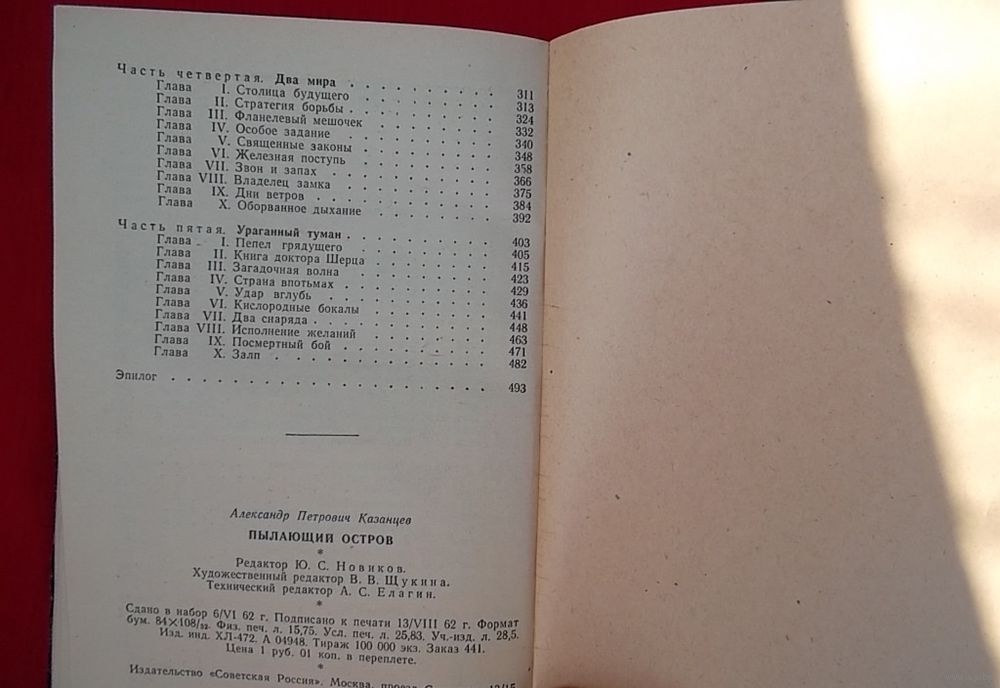 Часть четвертая. Два мира . . . . . . . . . . 311
Глава I. Столица будущего . . . . . . . . . 313
Глава II. Стратегия борьбы . . . . . . . . . 324
Глава III. Фланелевый мешочек . . . . . . . . 332
Глава IV. Особое задание . . . . . . . . . 340
Глава V. Священные законы . . . . . . . . 348
Глава VI. Железная поступь . . . . . . . . 358
Глава VII. Звон и запах . . . . . . . . . 366
Глава VIII. Владелец замка . . . . . . . . . 375
Глава IX. Дни ветров . . . . . . . . . . 384
Глава X. Оборванное дыхание . . . . . . . . 392
Часть пятая. Ураганный туман . . . . . . . . . 403
Глава I. Пепел грядущего . . . . . . . . . 405
Глава II. Книга доктора Шерца . . . . . . . . 415
Глава III. Загадочная волна . . . . . . . . . 423
Глава IV. Страна впотьмах . . . . . . . . . 429
Глава V. Удар вглубь . . . . . . . . . . 436
Глава VI. Кислородные бокалы . . . . . . . . 441
Глава VII. Два снаряда . . . . . . . . . . 448
Глава VIII. Исполнение желаний . . . . . . . . 463
Глава IX. Посмертный бой . . . . . . . . . 471
Глава X. Залп . . . . . . . . . . . 482
Эпилог . . . . . . . . . . . . . . . . 493
Александр Петрович Казанцев
ПЫЛАЮЩИЙ ОСТРОВ
*
Редактор Ю. С. Новиков.
Художественный редактор В. В. Щукина.
Технический редактор А. С. Елагин.
*
Сдано в набор 6/VI 62 г. Подписано к печати 13/VIII 62 г. Формат
бум. 84×108/32. Физ. печ. л. 15,75. Усл. печ. л. 25,83. Уч.-изд. л. 28,5.
Изд. инд. ХЛ-472. А 04948. Тираж 100 000 экз. Заказ 441.
Цена 1 руб. 01 коп. в переплете.
*
Издательство «Советская Россия». Москва, проезд